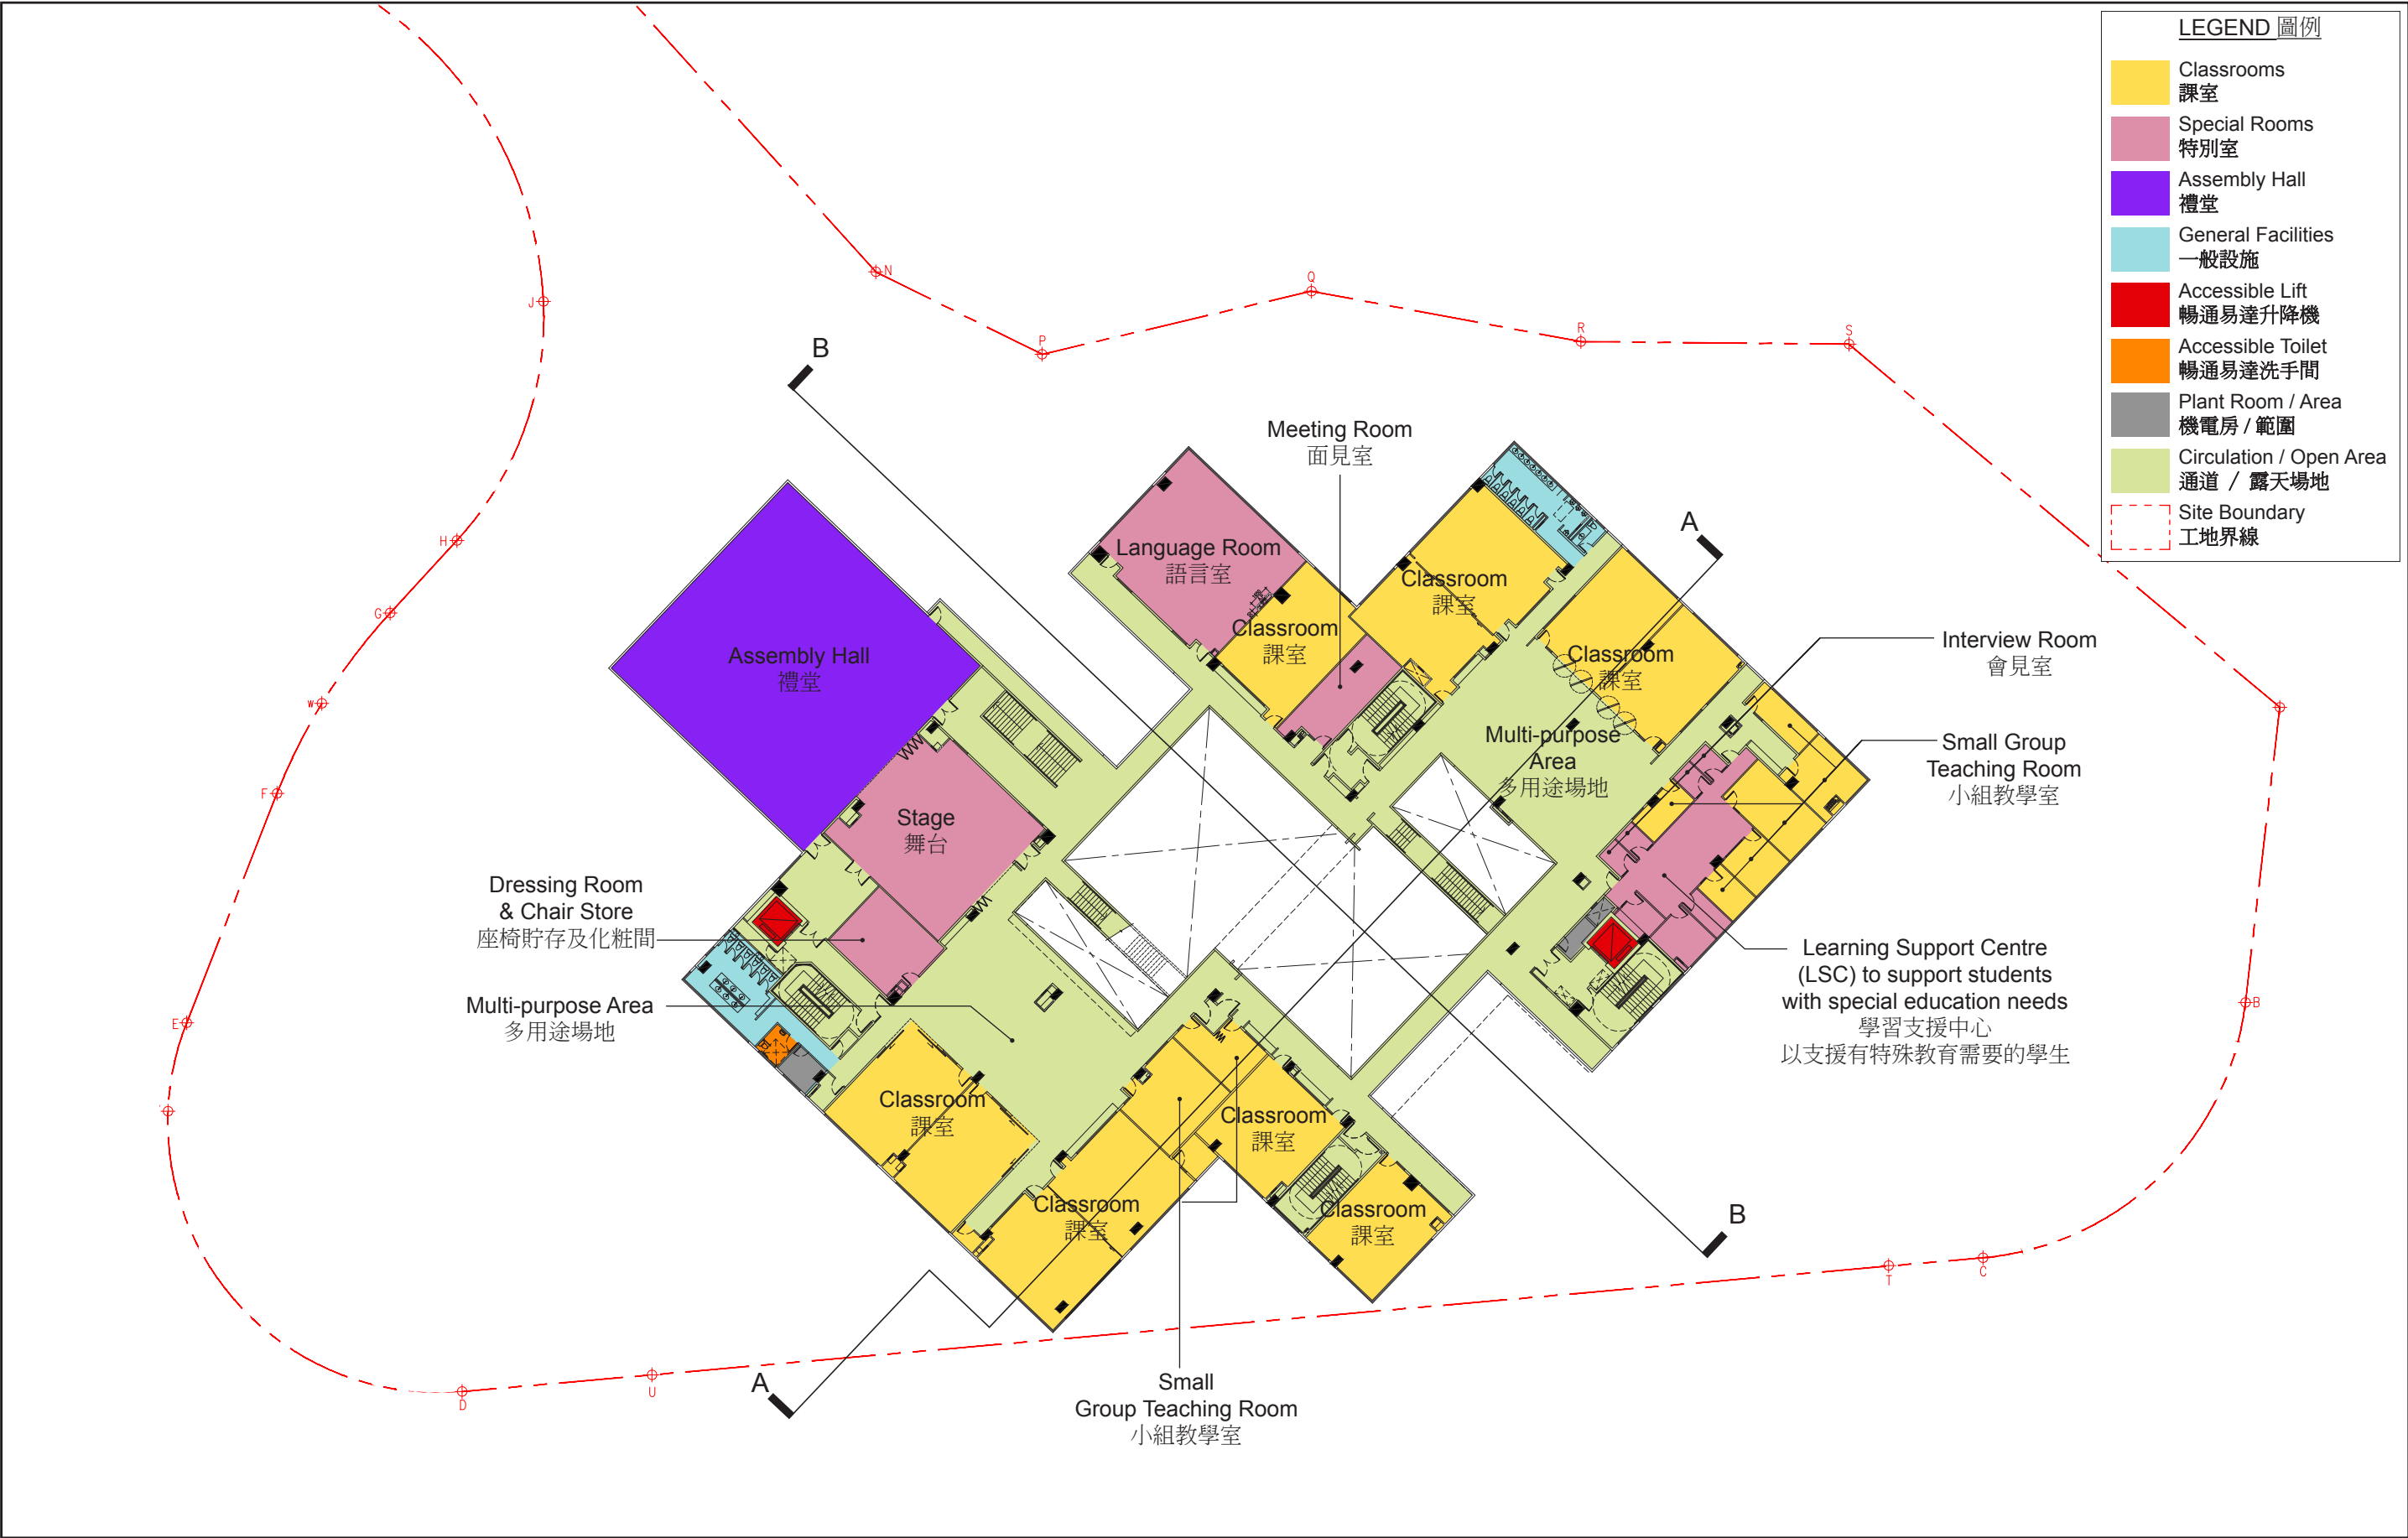 LEGEND 圖例
Classrooms
課室
Special Rooms
特別室
Assembly Hall
禮堂
General Facilities
一般設施
Accessible Lift
暢通易達升降機
Accessible Toilet
暢通易達洗手間
Plant Room / Area
機電房 / 範圍
Circulation / Open Area
通道 / 露天場地
Site Boundary
工地界線
N
Q
J
P
R
S
B
Meeting Room
面見室
A
H
Language Room
語言室
Classroom
課室
G
Classroom
課室
Interview Room
會見室
Assembly Hall
禮堂
Classroom
課室
W
Multi-purpose
Area
多用途場地
Small Group
Teaching Room
小組教學室
F
Stage
舞台
Dressing Room
& Chair Store
座椅貯存及化粧間
Learning Support Centre
(LSC) to support students
with special education needs
學習支援中心
以支援有特殊教育需要的學生
Multi-purpose Area
多用途場地
B
E
Classroom
課室
Classroom
課室
Classroom
課室
Classroom
課室
B
T
C
A
U
D
Small
Group Teaching Room
小組教學室